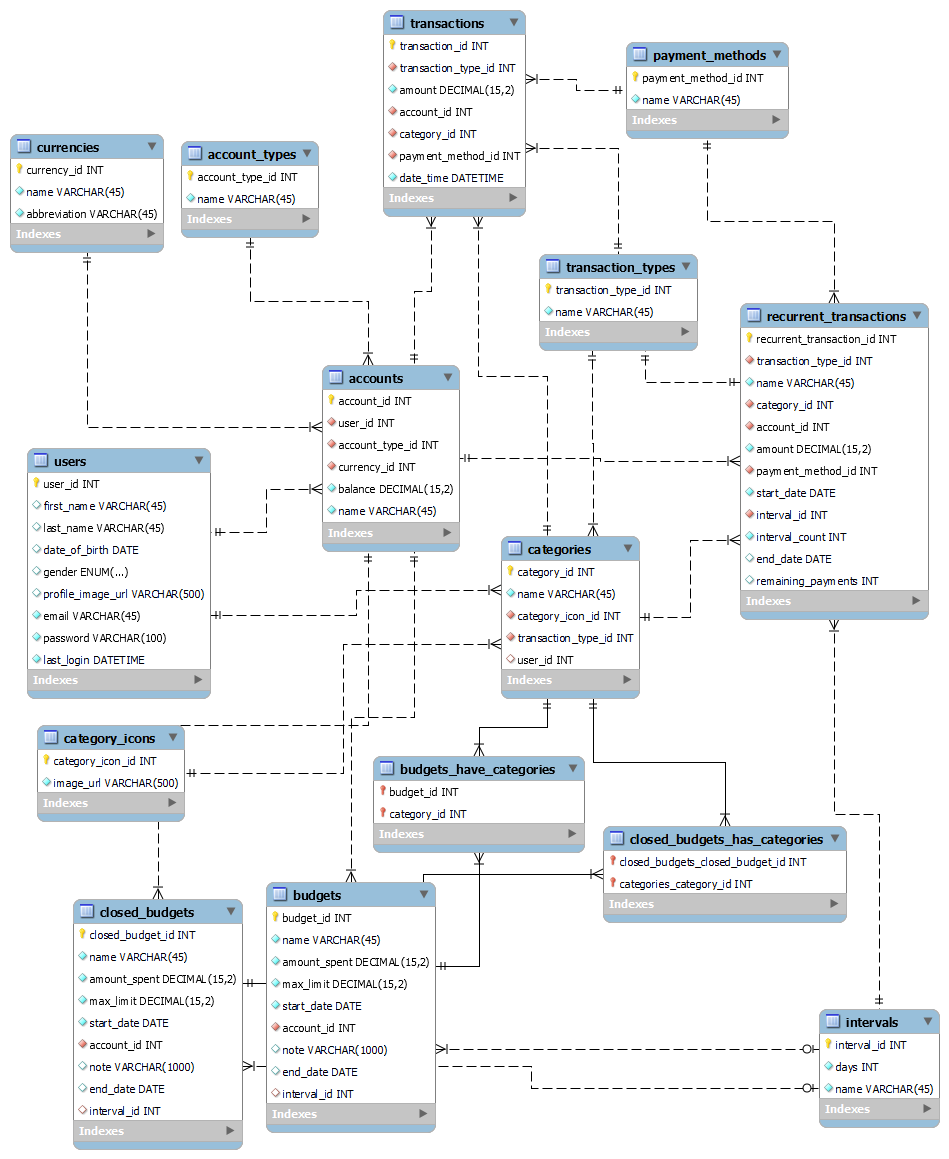 transactions
transaction_id INT
transaction_type_id INT
amount DECIMAL(15,2)
account_id INT
category_id INT
payment_method_id INT
date_time DATETIME
Indexes
payment_methods
payment_method_id INT
name VARCHAR(45)
Indexes
currencies
currency_id INT
name VARCHAR(45)
abbreviation VARCHAR(45)
Indexes
account_types
account_type_id INT
name VARCHAR(45)
Indexes
transaction_types
transaction_type_id INT
name VARCHAR(45)
Indexes
recurrent_transactions
recurrent_transaction_id INT
transaction_type_id INT
name VARCHAR(45)
category_id INT
account_id INT
amount DECIMAL(15,2)
payment_method_id INT
start_date DATE
interval_id INT
interval_count INT
end_date DATE
remaining_payments INT
Indexes
accounts
account_id INT
user_id INT
account_type_id INT
currency_id INT
balance DECIMAL(15,2)
name VARCHAR(45)
Indexes
users
user_id INT
first_name VARCHAR(45)
last_name VARCHAR(45)
date_of_birth DATE
gender ENUM(...)
profile_image_url VARCHAR(500)
email VARCHAR(45)
password VARCHAR(100)
last_login DATETIME
Indexes
categories
category_id INT
name VARCHAR(45)
category_icon_id INT
transaction_type_id INT
user_id INT
Indexes
category_icons
category_icon_id INT
image_url VARCHAR(500)
Indexes
budgets_have_categories
budget_id INT
category_id INT
Indexes
closed_budgets_has_categories
closed_budgets_closed_budget_id INT
categories_category_id INT
Indexes
closed_budgets
closed_budget_id INT
name VARCHAR(45)
amount_spent DECIMAL(15,2)
max_limit DECIMAL(15,2)
start_date DATE
account_id INT
note VARCHAR(1000)
end_date DATE
interval_id INT
Indexes
budgets
budget_id INT
name VARCHAR(45)
amount_spent DECIMAL(15,2)
max_limit DECIMAL(15,2)
start_date DATE
account_id INT
note VARCHAR(1000)
end_date DATE
interval_id INT
Indexes
intervals
interval_id INT
days INT
name VARCHAR(45)
Indexes